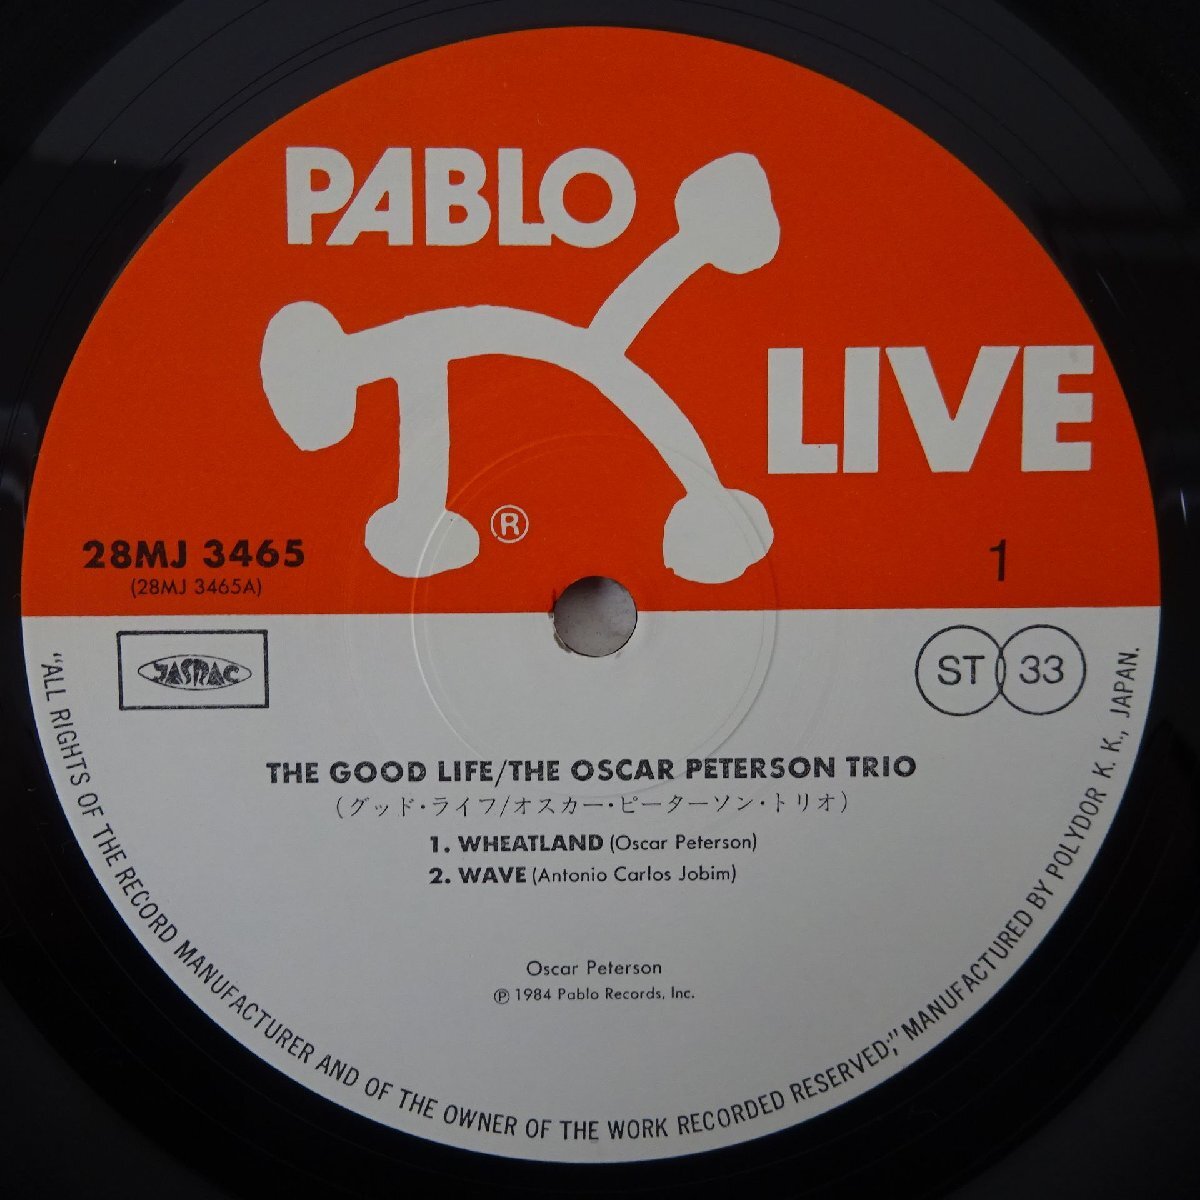 PABLO
LIVE
®
28MJ 3465
(28MJ 3465A)
1
JASRAC
ST 33
THE GOOD LIFE/THE OSCAR PETERSON TRIO
(グッド・ライフ/オスカー・ピーターソン・トリオ)
1. WHEATLAND (Oscar Peterson)
2. WAVE (Antonio Carlos Jobim)
Oscar Peterson
℗ 1984 Pablo Records, Inc.
"ALL RIGHTS OF THE RECORD MANUFACTURER AND OF THE OWNER OF THE WORK RECORDED RESERVED;" MANUFACTURED BY POLYDOR K. K., JAPAN.